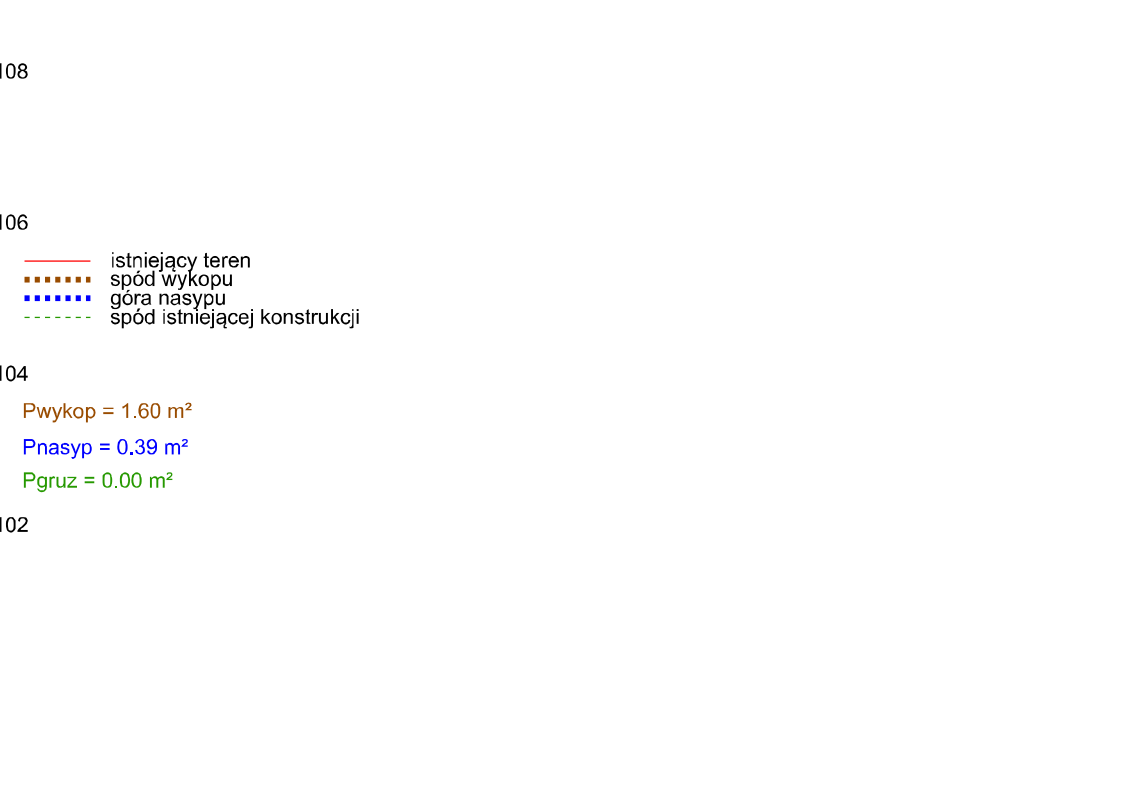 108
106
istniejący teren
spód wykopu
góra nasypu
spód istniejącej konstrukcji
104
Pwykop = 1.60 m²
Pnasyp = 0.39 m²
Pgruz = 0.00 m²
102